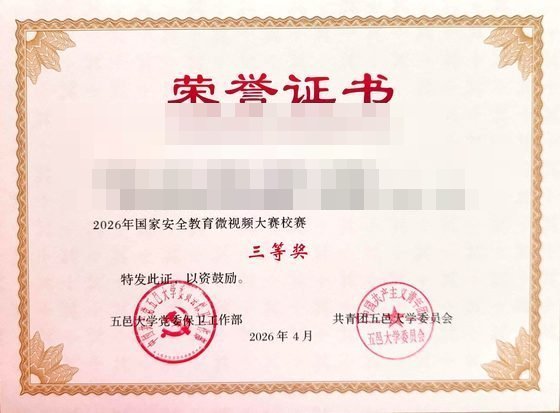 荣誉证书
2026年国家安全教育微视频大赛校赛
三等奖
特发此证，以资鼓励。
五邑大学党委保卫工作部
共青团五邑大学委员会
2026 年 4 月
五邑大学委员会